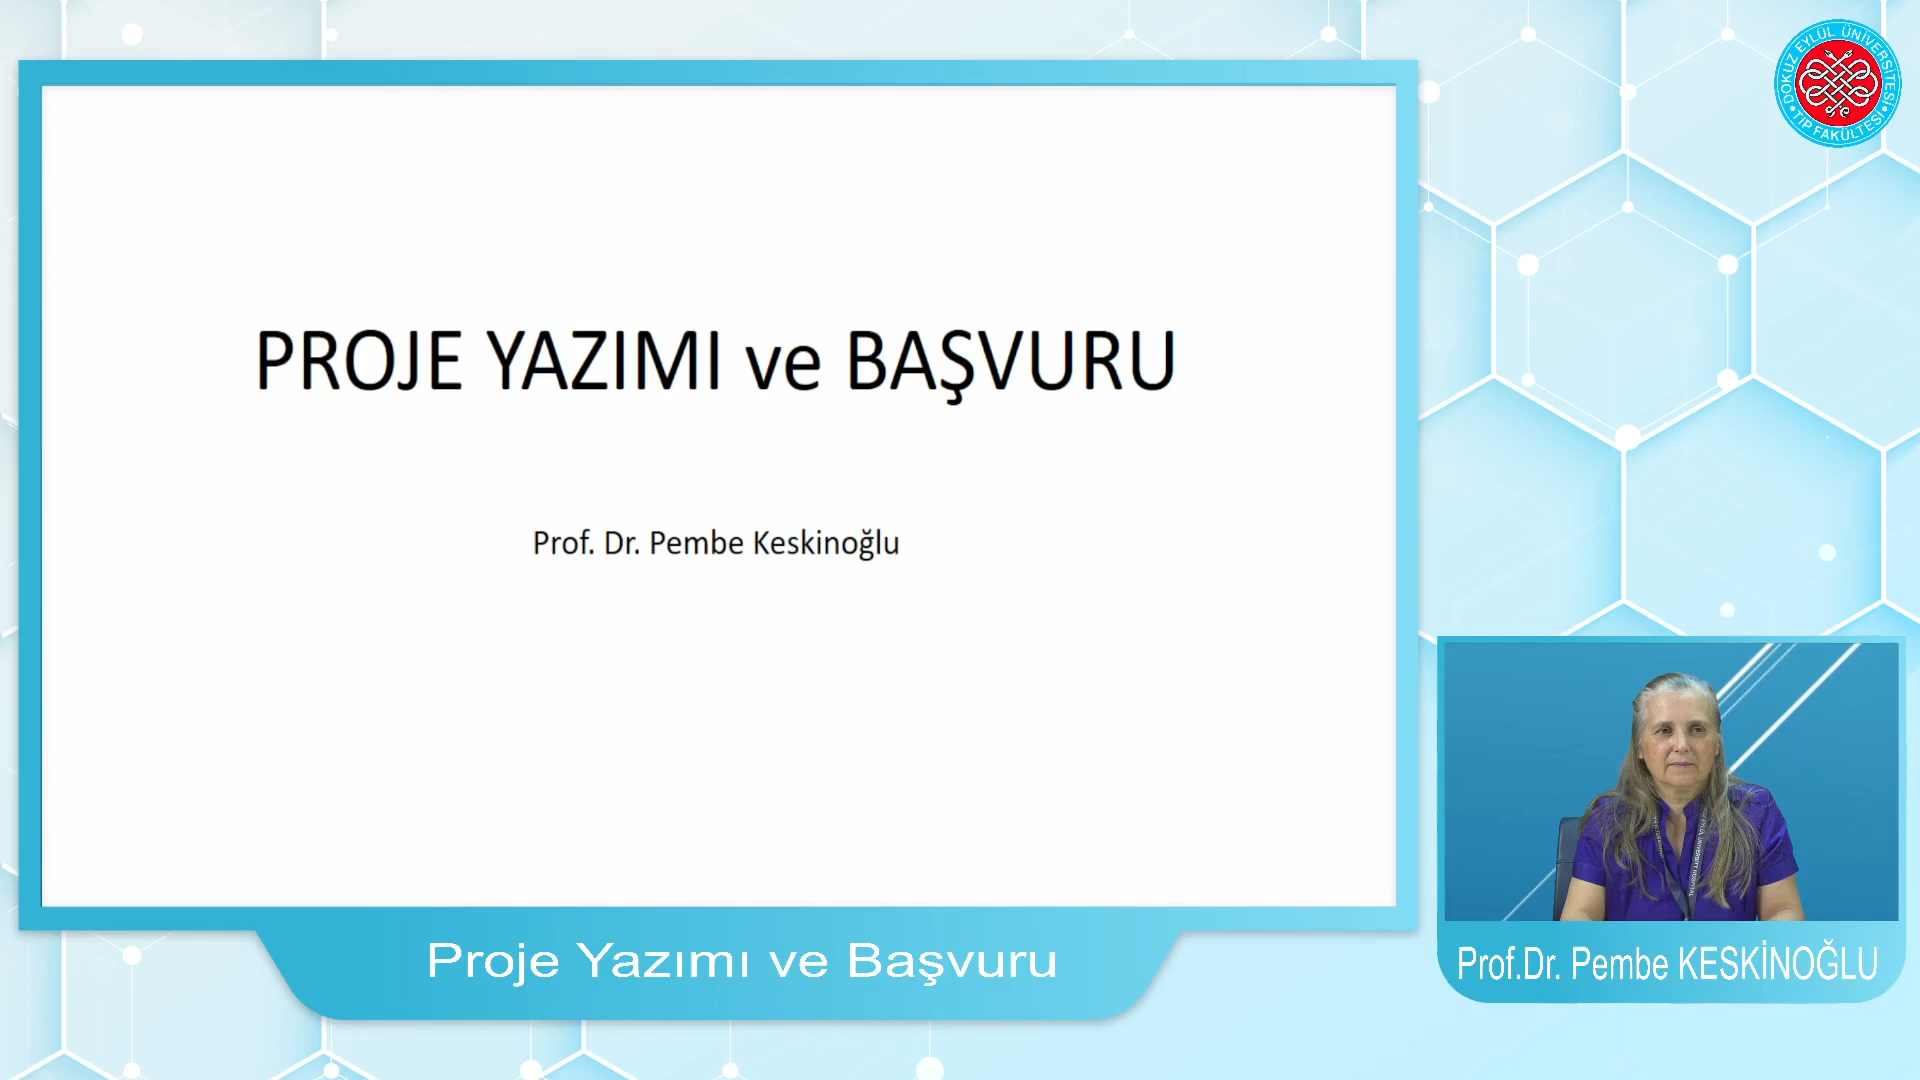 PROJE YAZIMI ve BAŞVURU
Prof. Dr. Pembe Keskinoğlu
Proje Yazımı ve Başvuru
Prof.Dr. Pembe KESKİNOĞLU
DOKUZ EYLÜL ÜNİVERSİTESİ
TIP FAKÜLTESİ